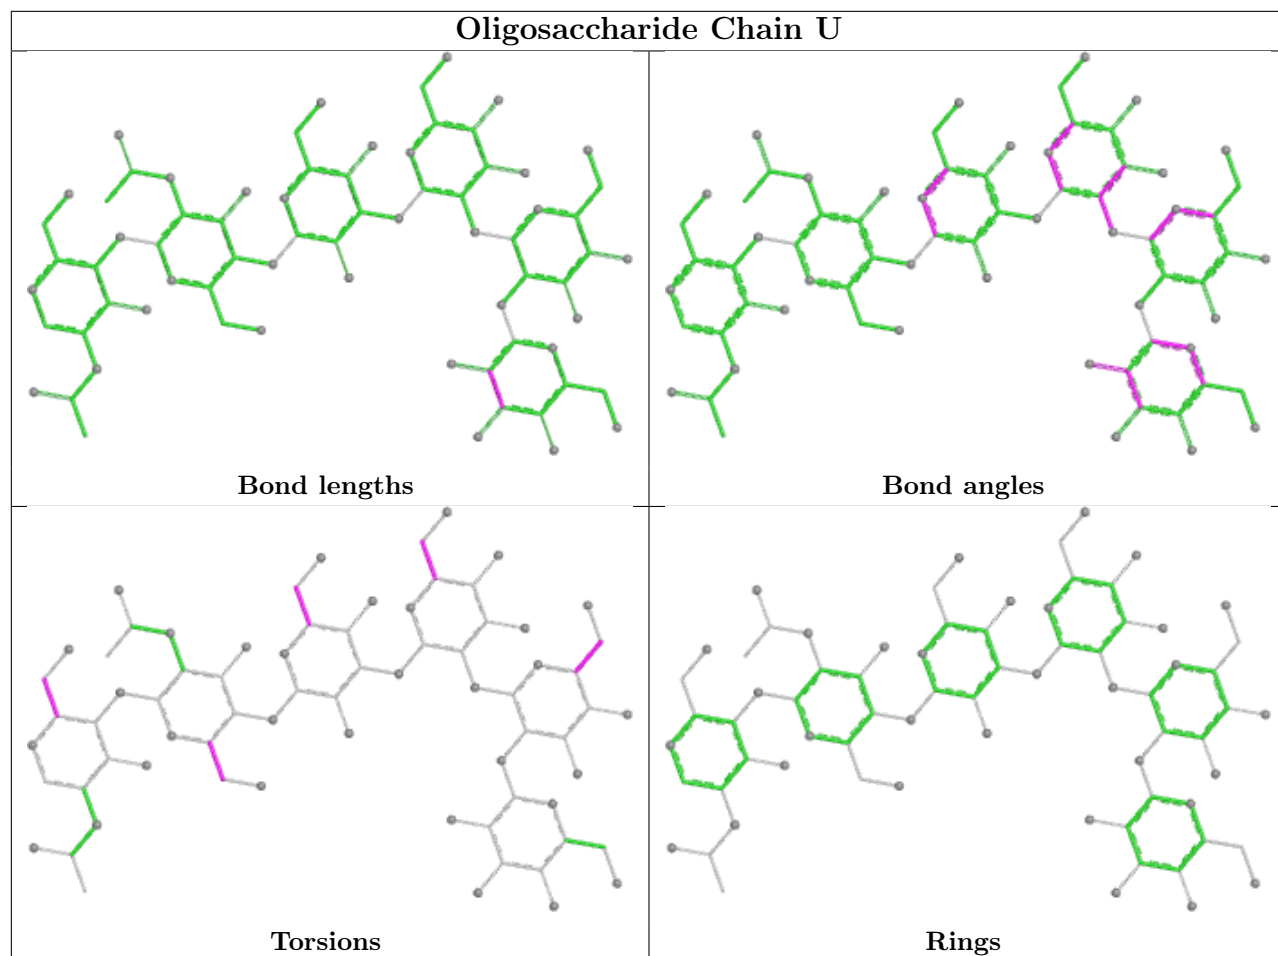 Oligosaccharide Chain U
Bond lengths
Bond angles
Torsions
Rings